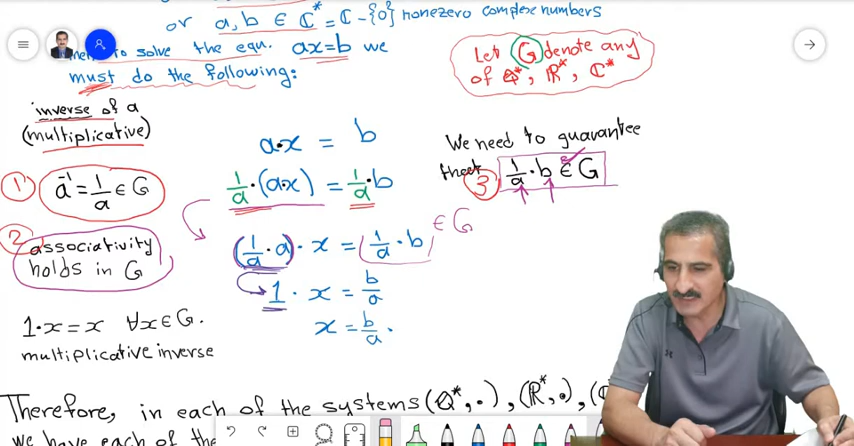 or a, b ∈ ℂ* = ℂ - {0} nonzero complex numbers
to solve the equ. ax=b we
must do the following:
Let G denote any
of ℚ*, ℝ*, ℂ*
inverse of a
(multiplicative)
1 a⁻¹ = 1/a ∈ G
2 associativity
holds in G
1·x = x ∀x∈G.
multiplicative inverse
a·x = b
1/a·(a·x) = 1/a·b
(1/a·a)·x = (1/a·b) ∈ G
1·x = b/a
x = b/a.
We need to guarantee
that 3 1/a·b ∈ G
Therefore, in each of the systems (ℚ*, ·), (ℝ*, ·), (ℂ
we have each of the